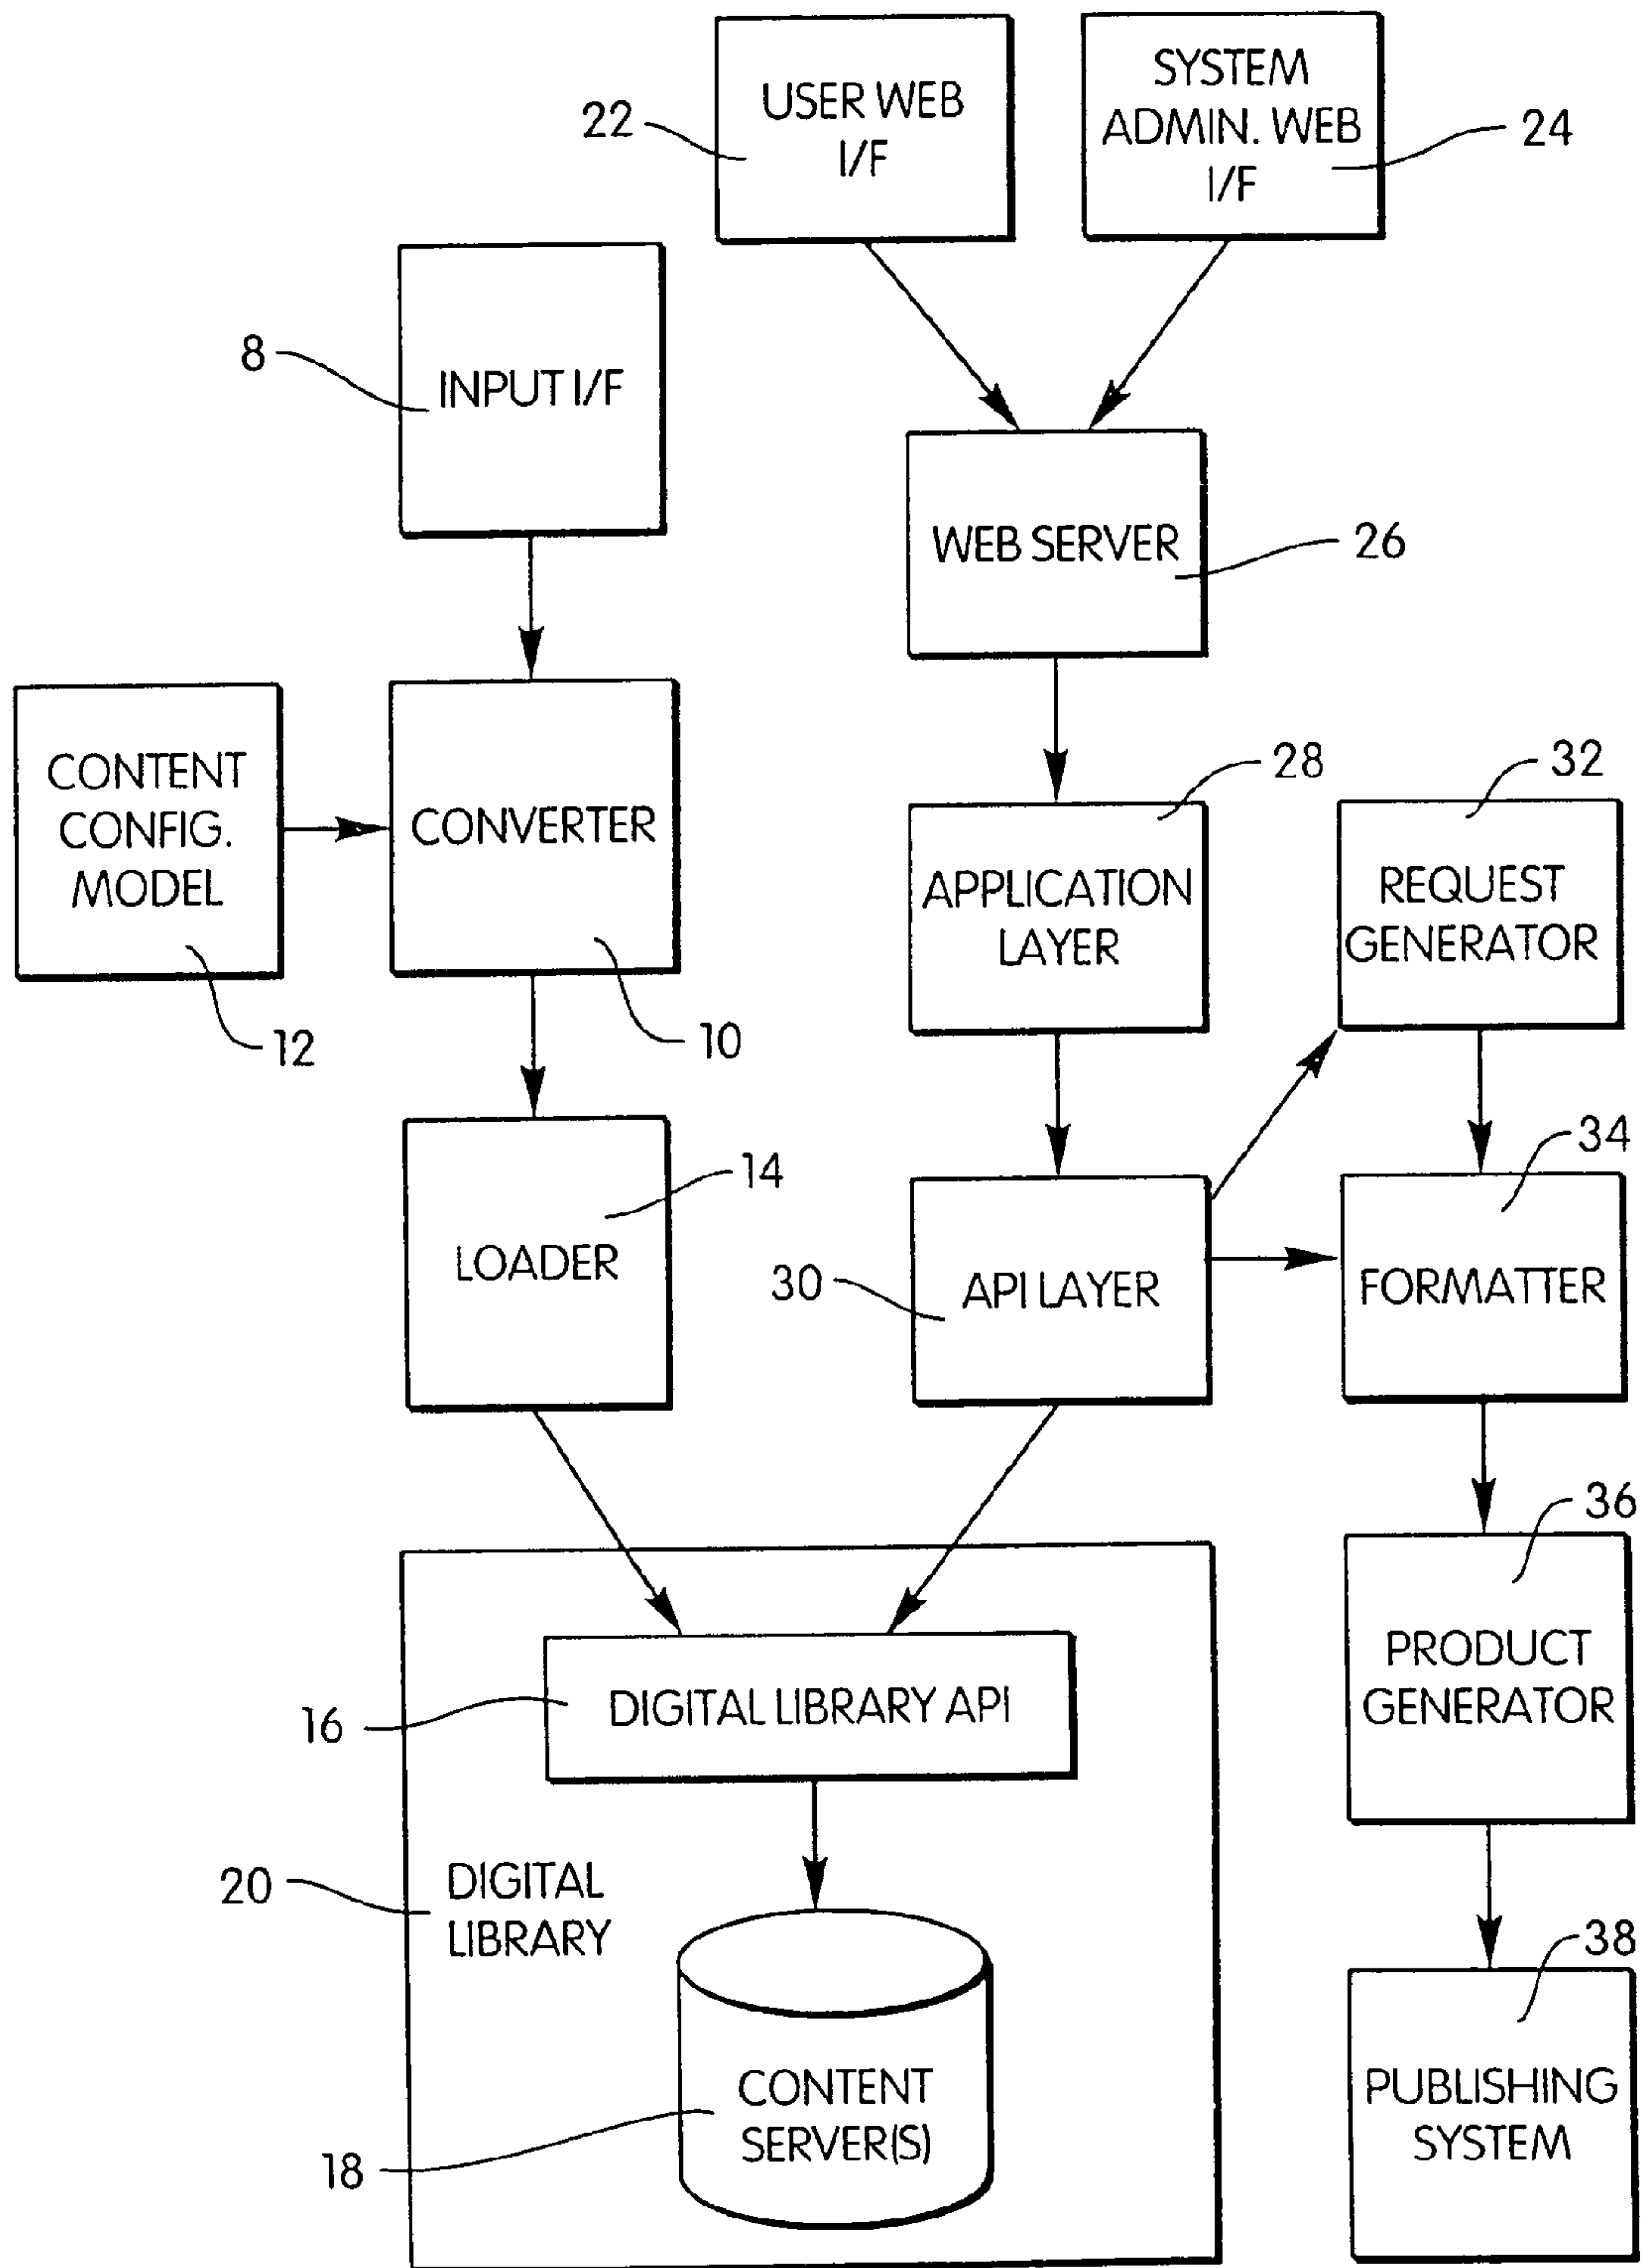 22
USER WEB
I/F
SYSTEM
ADMIN. WEB
I/F
24
8
INPUT I/F
WEB SERVER
26
CONTENT
CONFIG.
MODEL
12
CONVERTER
10
28
APPLICATION
LAYER
32
REQUEST
GENERATOR
14
LOADER
30
API LAYER
34
FORMATTER
36
PRODUCT
GENERATOR
16
DIGITAL LIBRARY API
20
DIGITAL
LIBRARY
18
CONTENT
SERVER(S)
38
PUBLISHING
SYSTEM